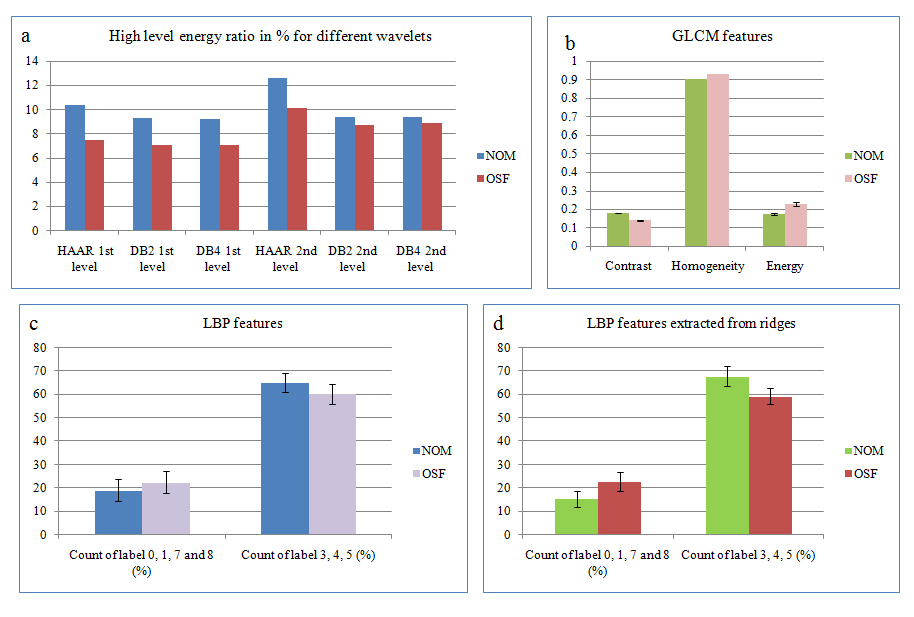 a
High level energy ratio in % for different wavelets
14
12
10
8
6
4
2
0
HAAR 1st level
DB2 1st level
DB4 1st level
HAAR 2nd level
DB2 2nd level
DB4 2nd level
NOM
OSF
b
GLCM features
1
0.9
0.8
0.7
0.6
0.5
0.4
0.3
0.2
0.1
0
Contrast
Homogeneity
Energy
NOM
OSF
c
LBP features
80
70
60
50
40
30
20
10
0
Count of label 0, 1, 7 and 8
(%)
Count of label 3, 4, 5 (%)
NOM
OSF
d
LBP features extracted from ridges
80
70
60
50
40
30
20
10
0
Count of label 0, 1, 7 and 8
(%)
Count of label 3, 4, 5 (%)
NOM
OSF